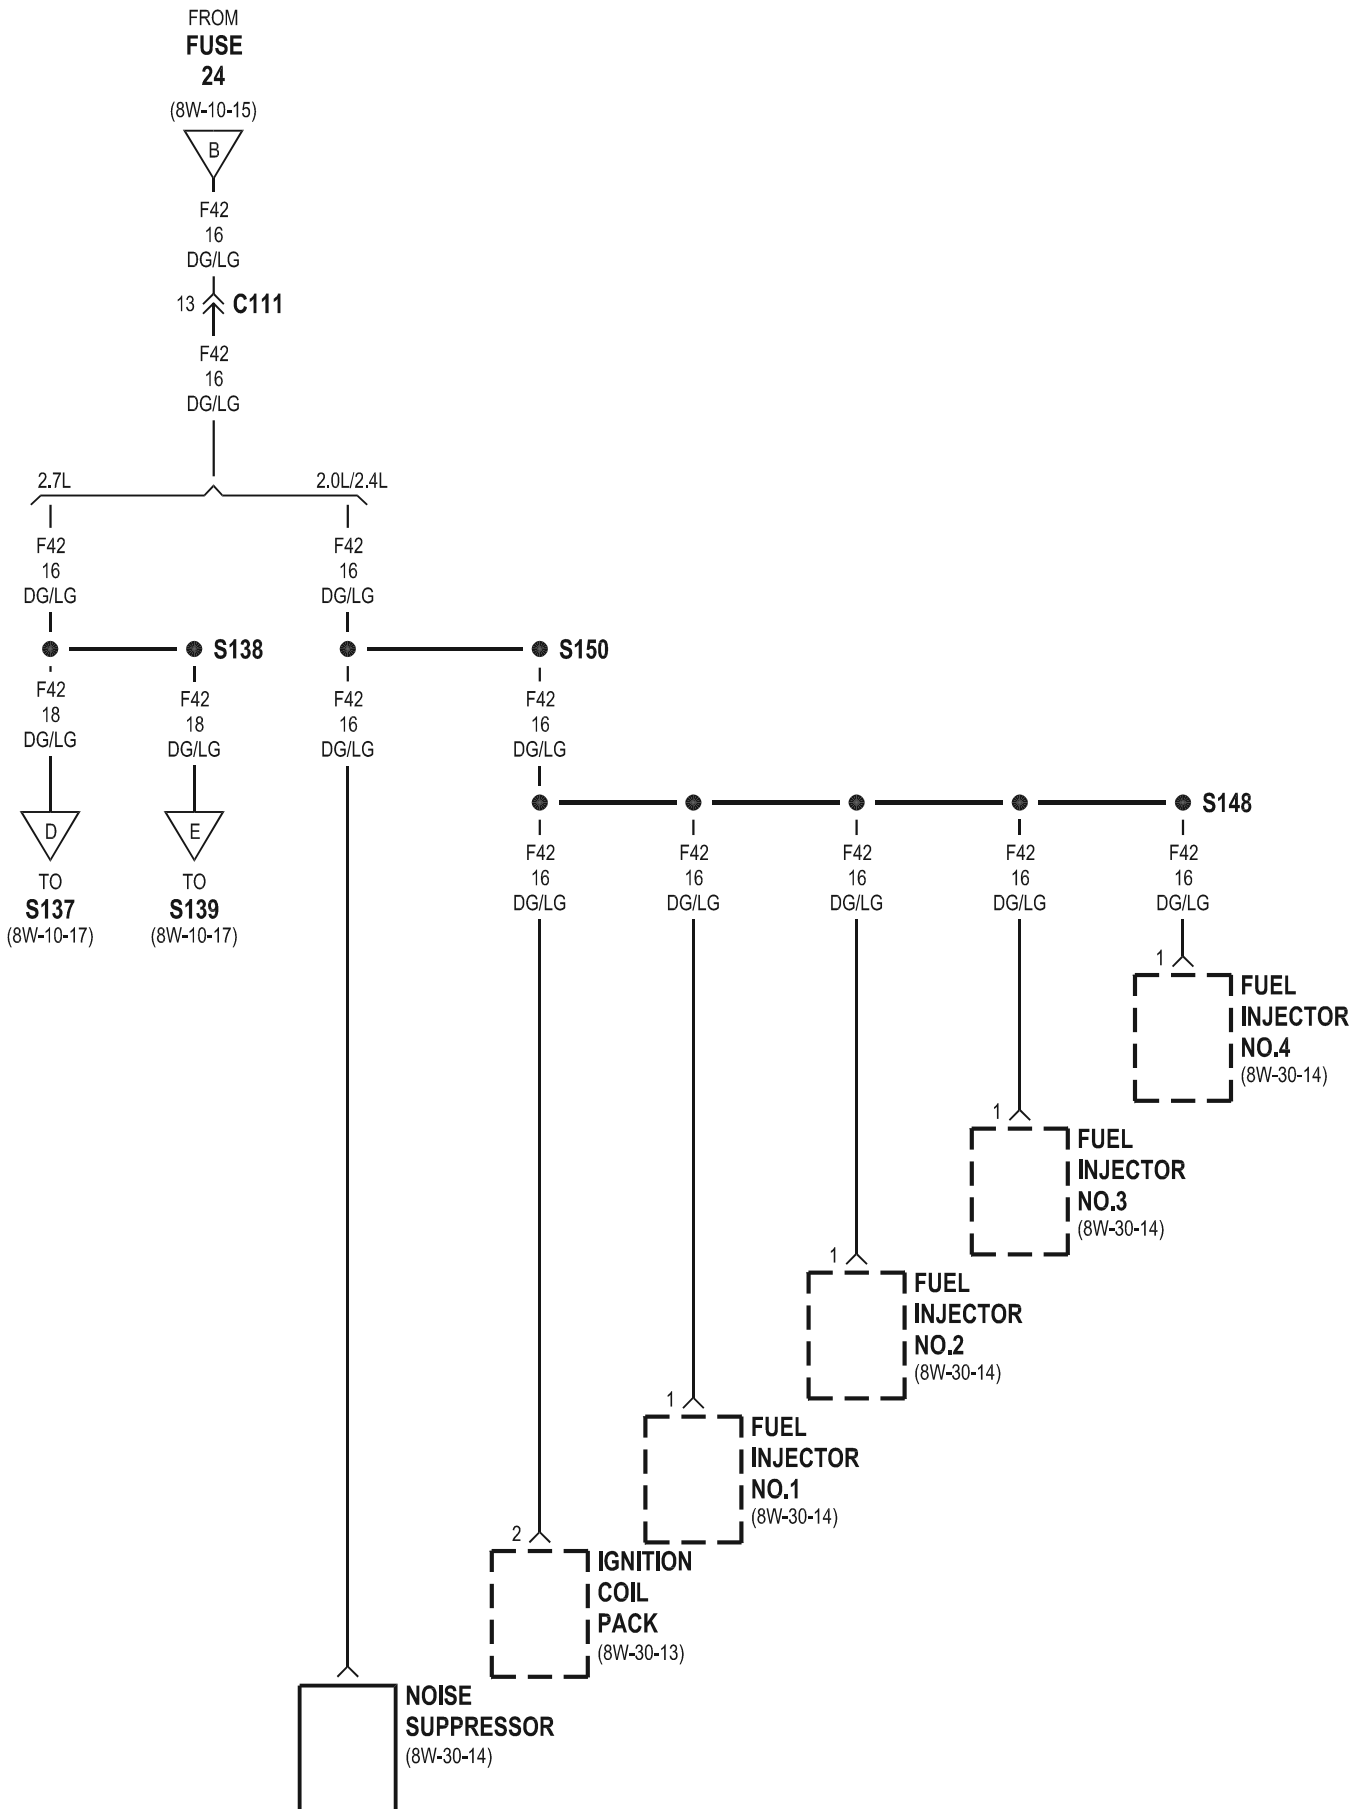 FROM
FUSE
24
(8W-10-15)
B
F42
16
DG/LG
13
C111
F42
16
DG/LG
2.7L
2.0L/2.4L
F42
16
DG/LG
F42
16
DG/LG
S138
S150
F42
18
DG/LG
F42
18
DG/LG
F42
16
DG/LG
F42
16
DG/LG
S148
D
TO
S137
(8W-10-17)
E
TO
S139
(8W-10-17)
F42
16
DG/LG
F42
16
DG/LG
F42
16
DG/LG
F42
16
DG/LG
F42
16
DG/LG
1
FUEL
INJECTOR
NO.4
(8W-30-14)
1
FUEL
INJECTOR
NO.3
(8W-30-14)
1
FUEL
INJECTOR
NO.2
(8W-30-14)
1
FUEL
INJECTOR
NO.1
(8W-30-14)
2
IGNITION
COIL
PACK
(8W-30-13)
NOISE
SUPPRESSOR
(8W-30-14)